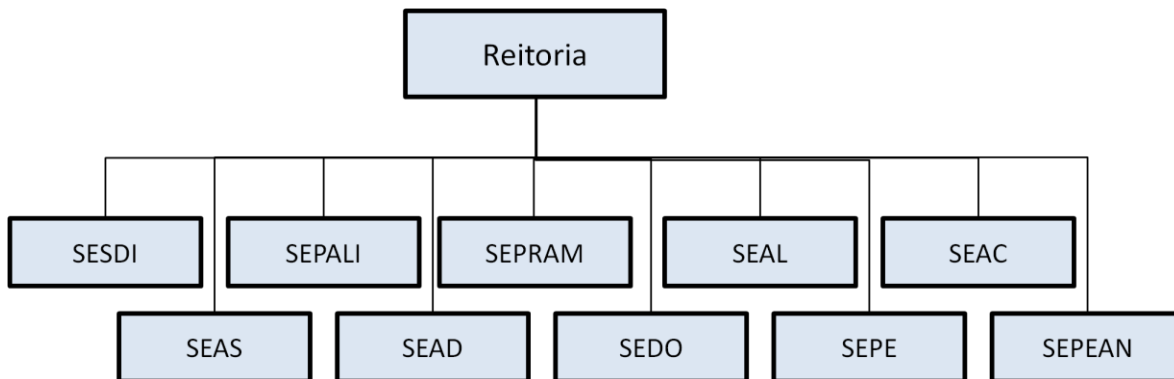 Reitoria
SESDI
SEPALI
SEPRAM
SEAL
SEAC
SEAS
SEAD
SEDO
SEPE
SEPEAN